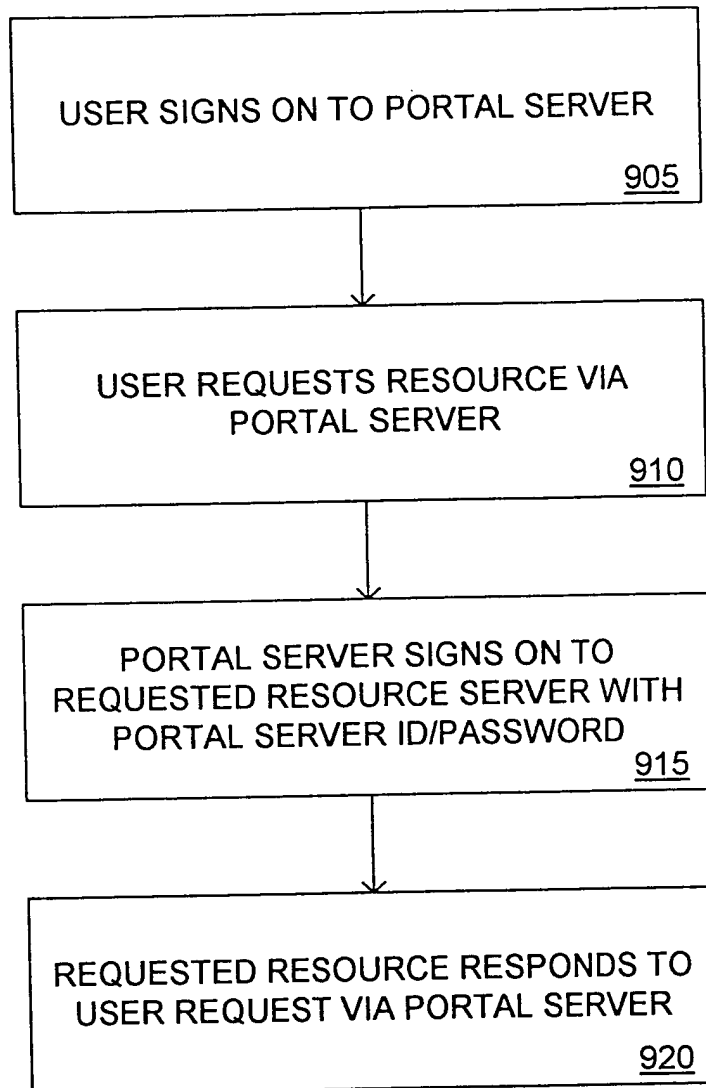 USER SIGNS ON TO PORTAL SERVER
905
USER REQUESTS RESOURCE VIA
PORTAL SERVER
910
PORTAL SERVER SIGNS ON TO
REQUESTED RESOURCE SERVER WITH
PORTAL SERVER ID/PASSWORD
915
REQUESTED RESOURCE RESPONDS TO
USER REQUEST VIA PORTAL SERVER
920